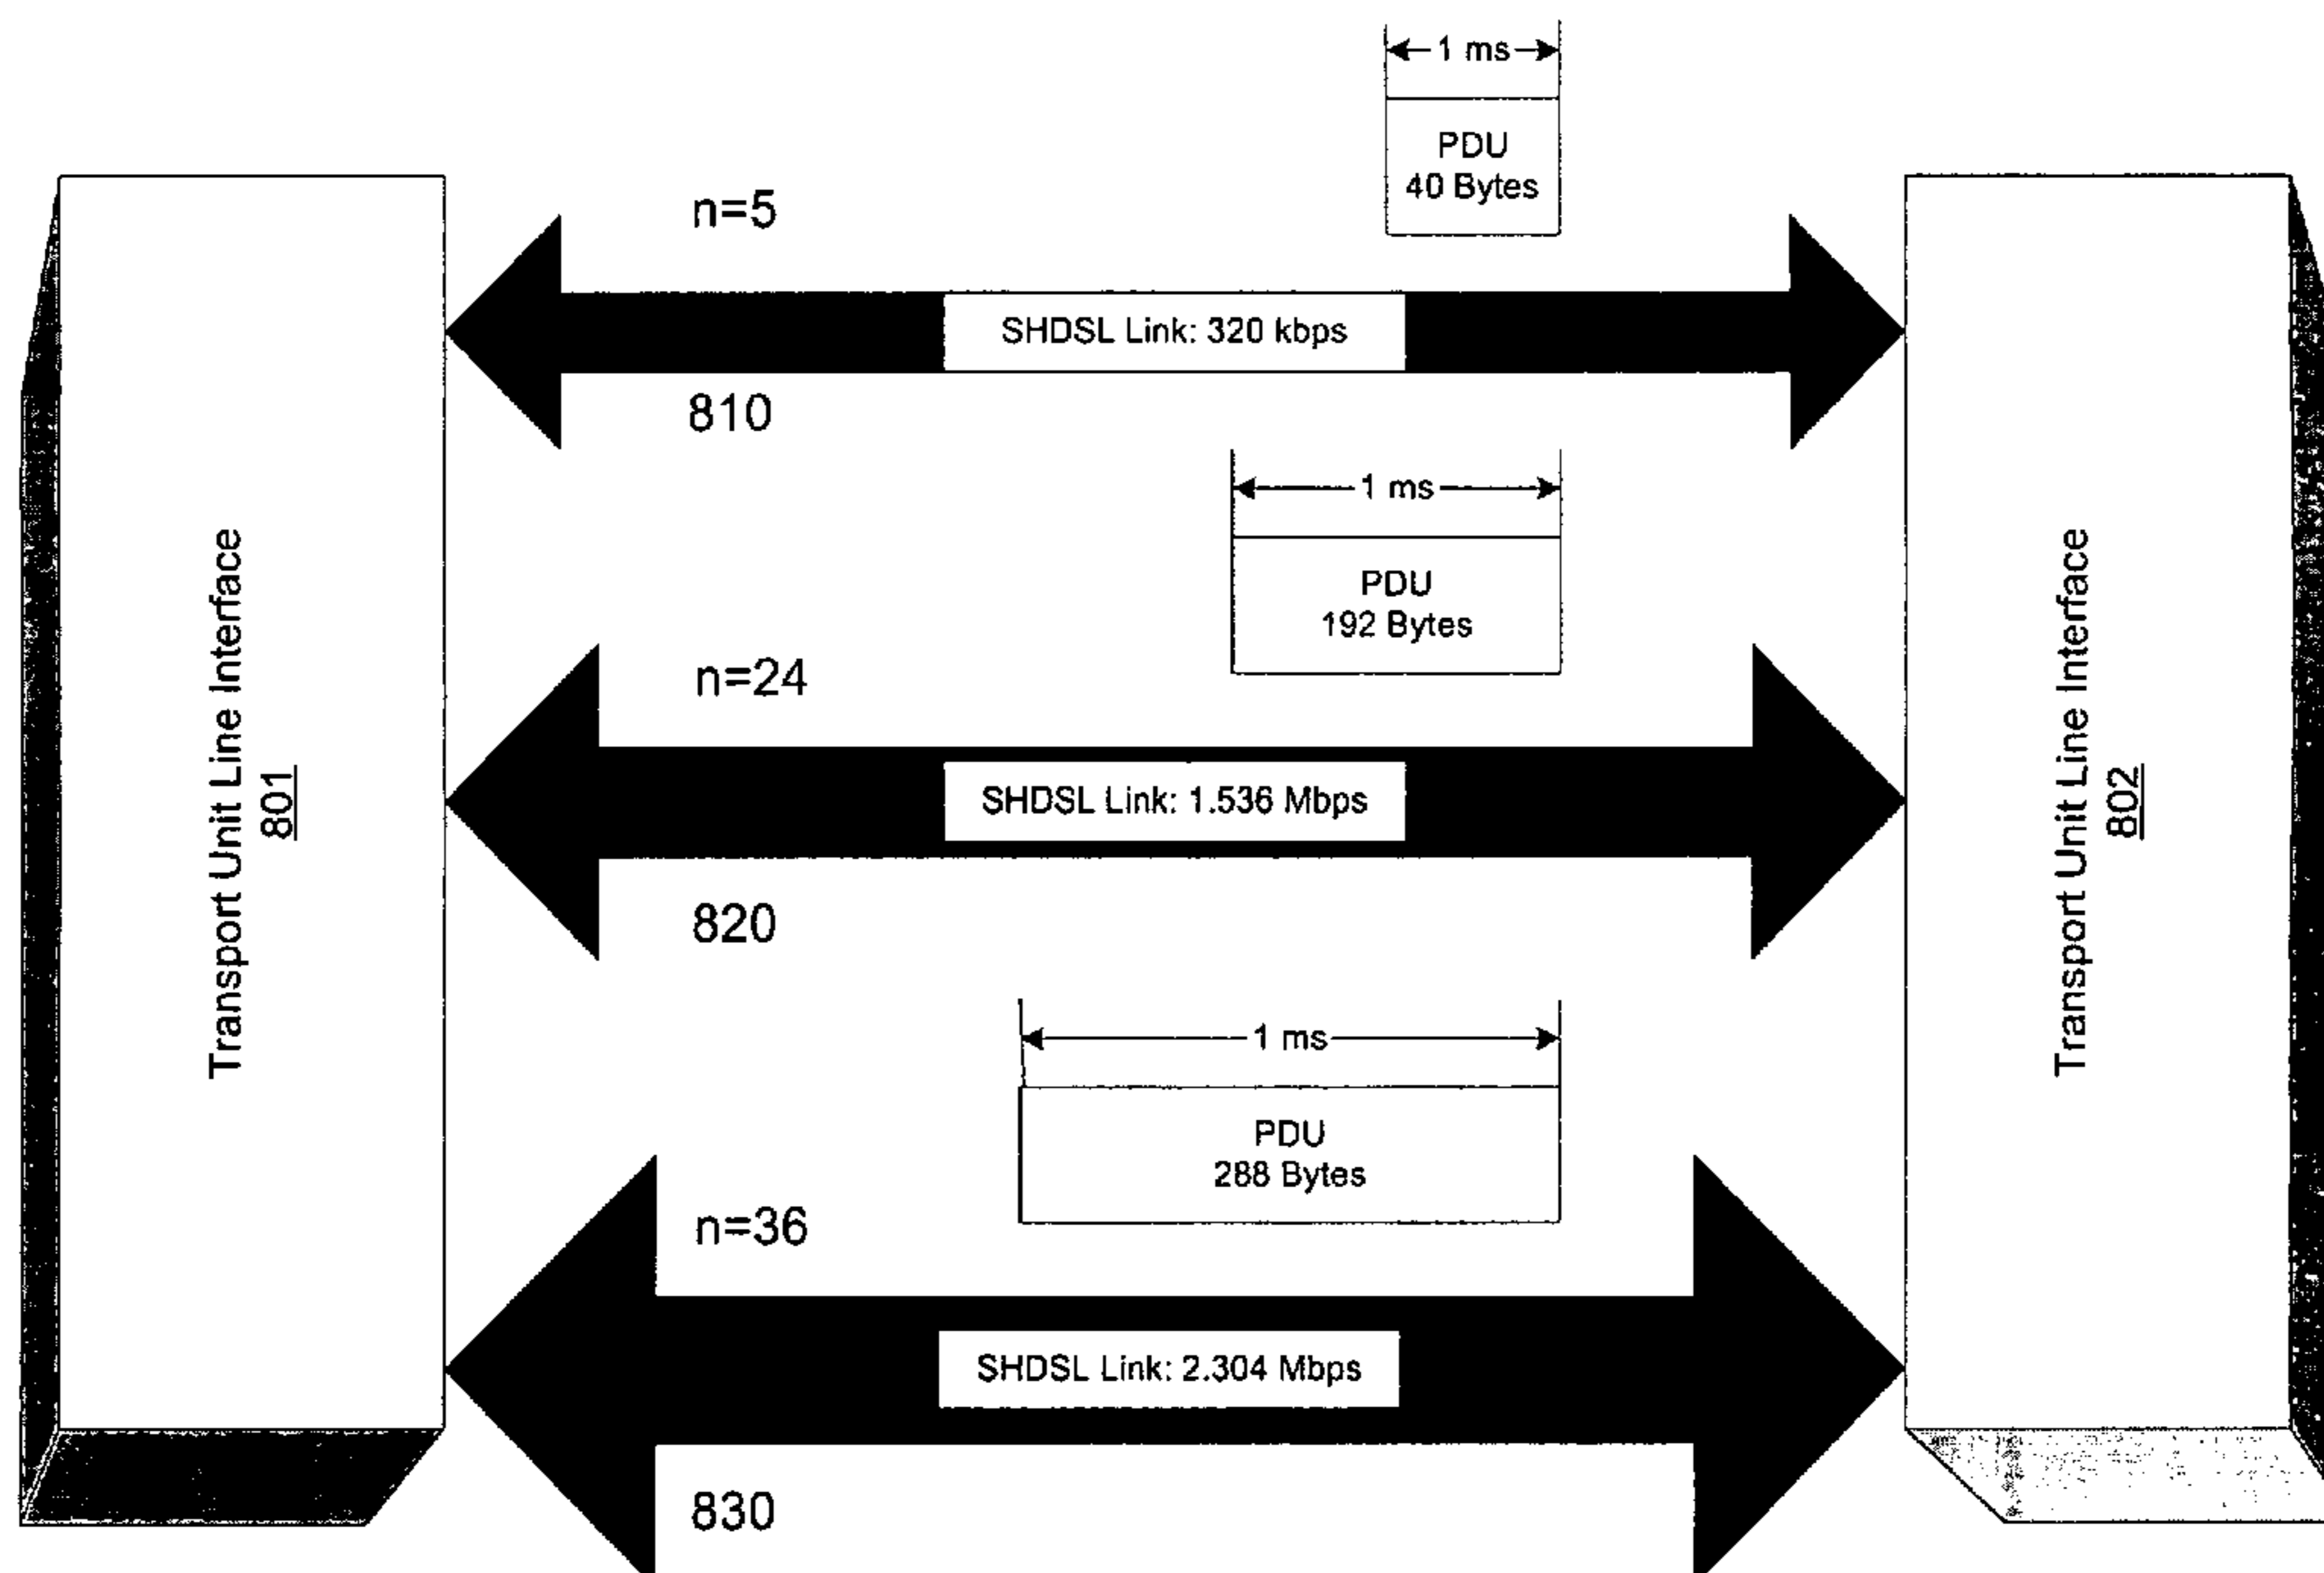 1 ms
PDU
40 Bytes
n=5
SHDSL Link: 320 kbps
810
1 ms
PDU
192 Bytes
n=24
SHDSL Link: 1.536 Mbps
820
1 ms
PDU
288 Bytes
n=36
SHDSL Link: 2.304 Mbps
830
Transport Unit Line Interface
801
Transport Unit Line Interface
802